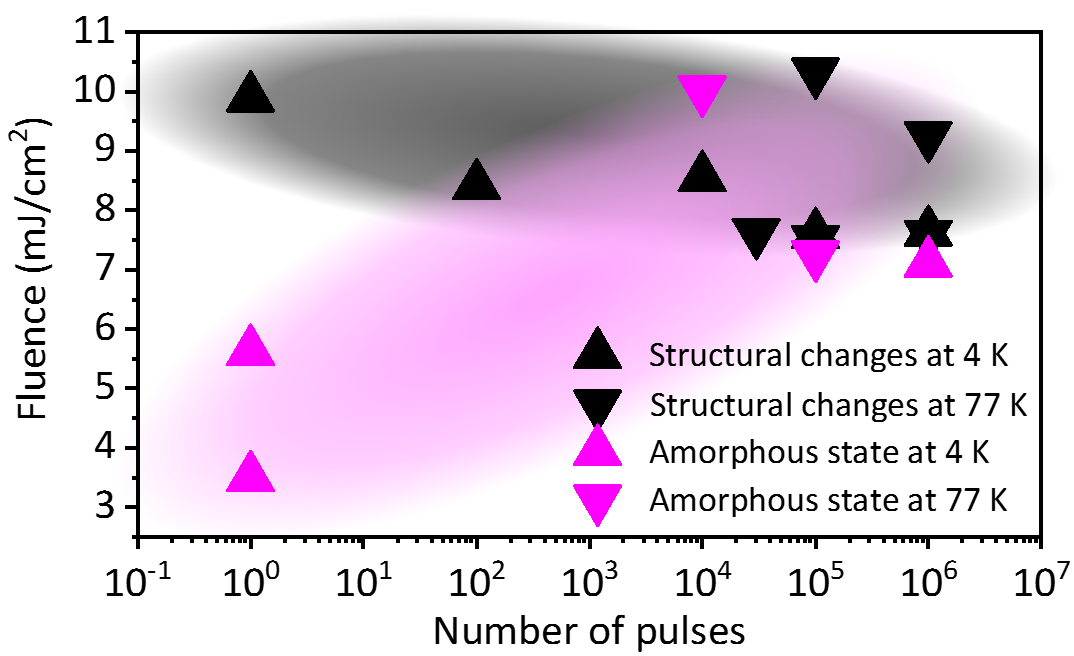 11
10
9
8
7
6
5
4
3
Fluence (mJ/cm²)
Structural changes at 4 K
Structural changes at 77 K
Amorphous state at 4 K
Amorphous state at 77 K
10⁻¹ 10⁰ 10¹ 10² 10³ 10⁴ 10⁵ 10⁶ 10⁷
Number of pulses